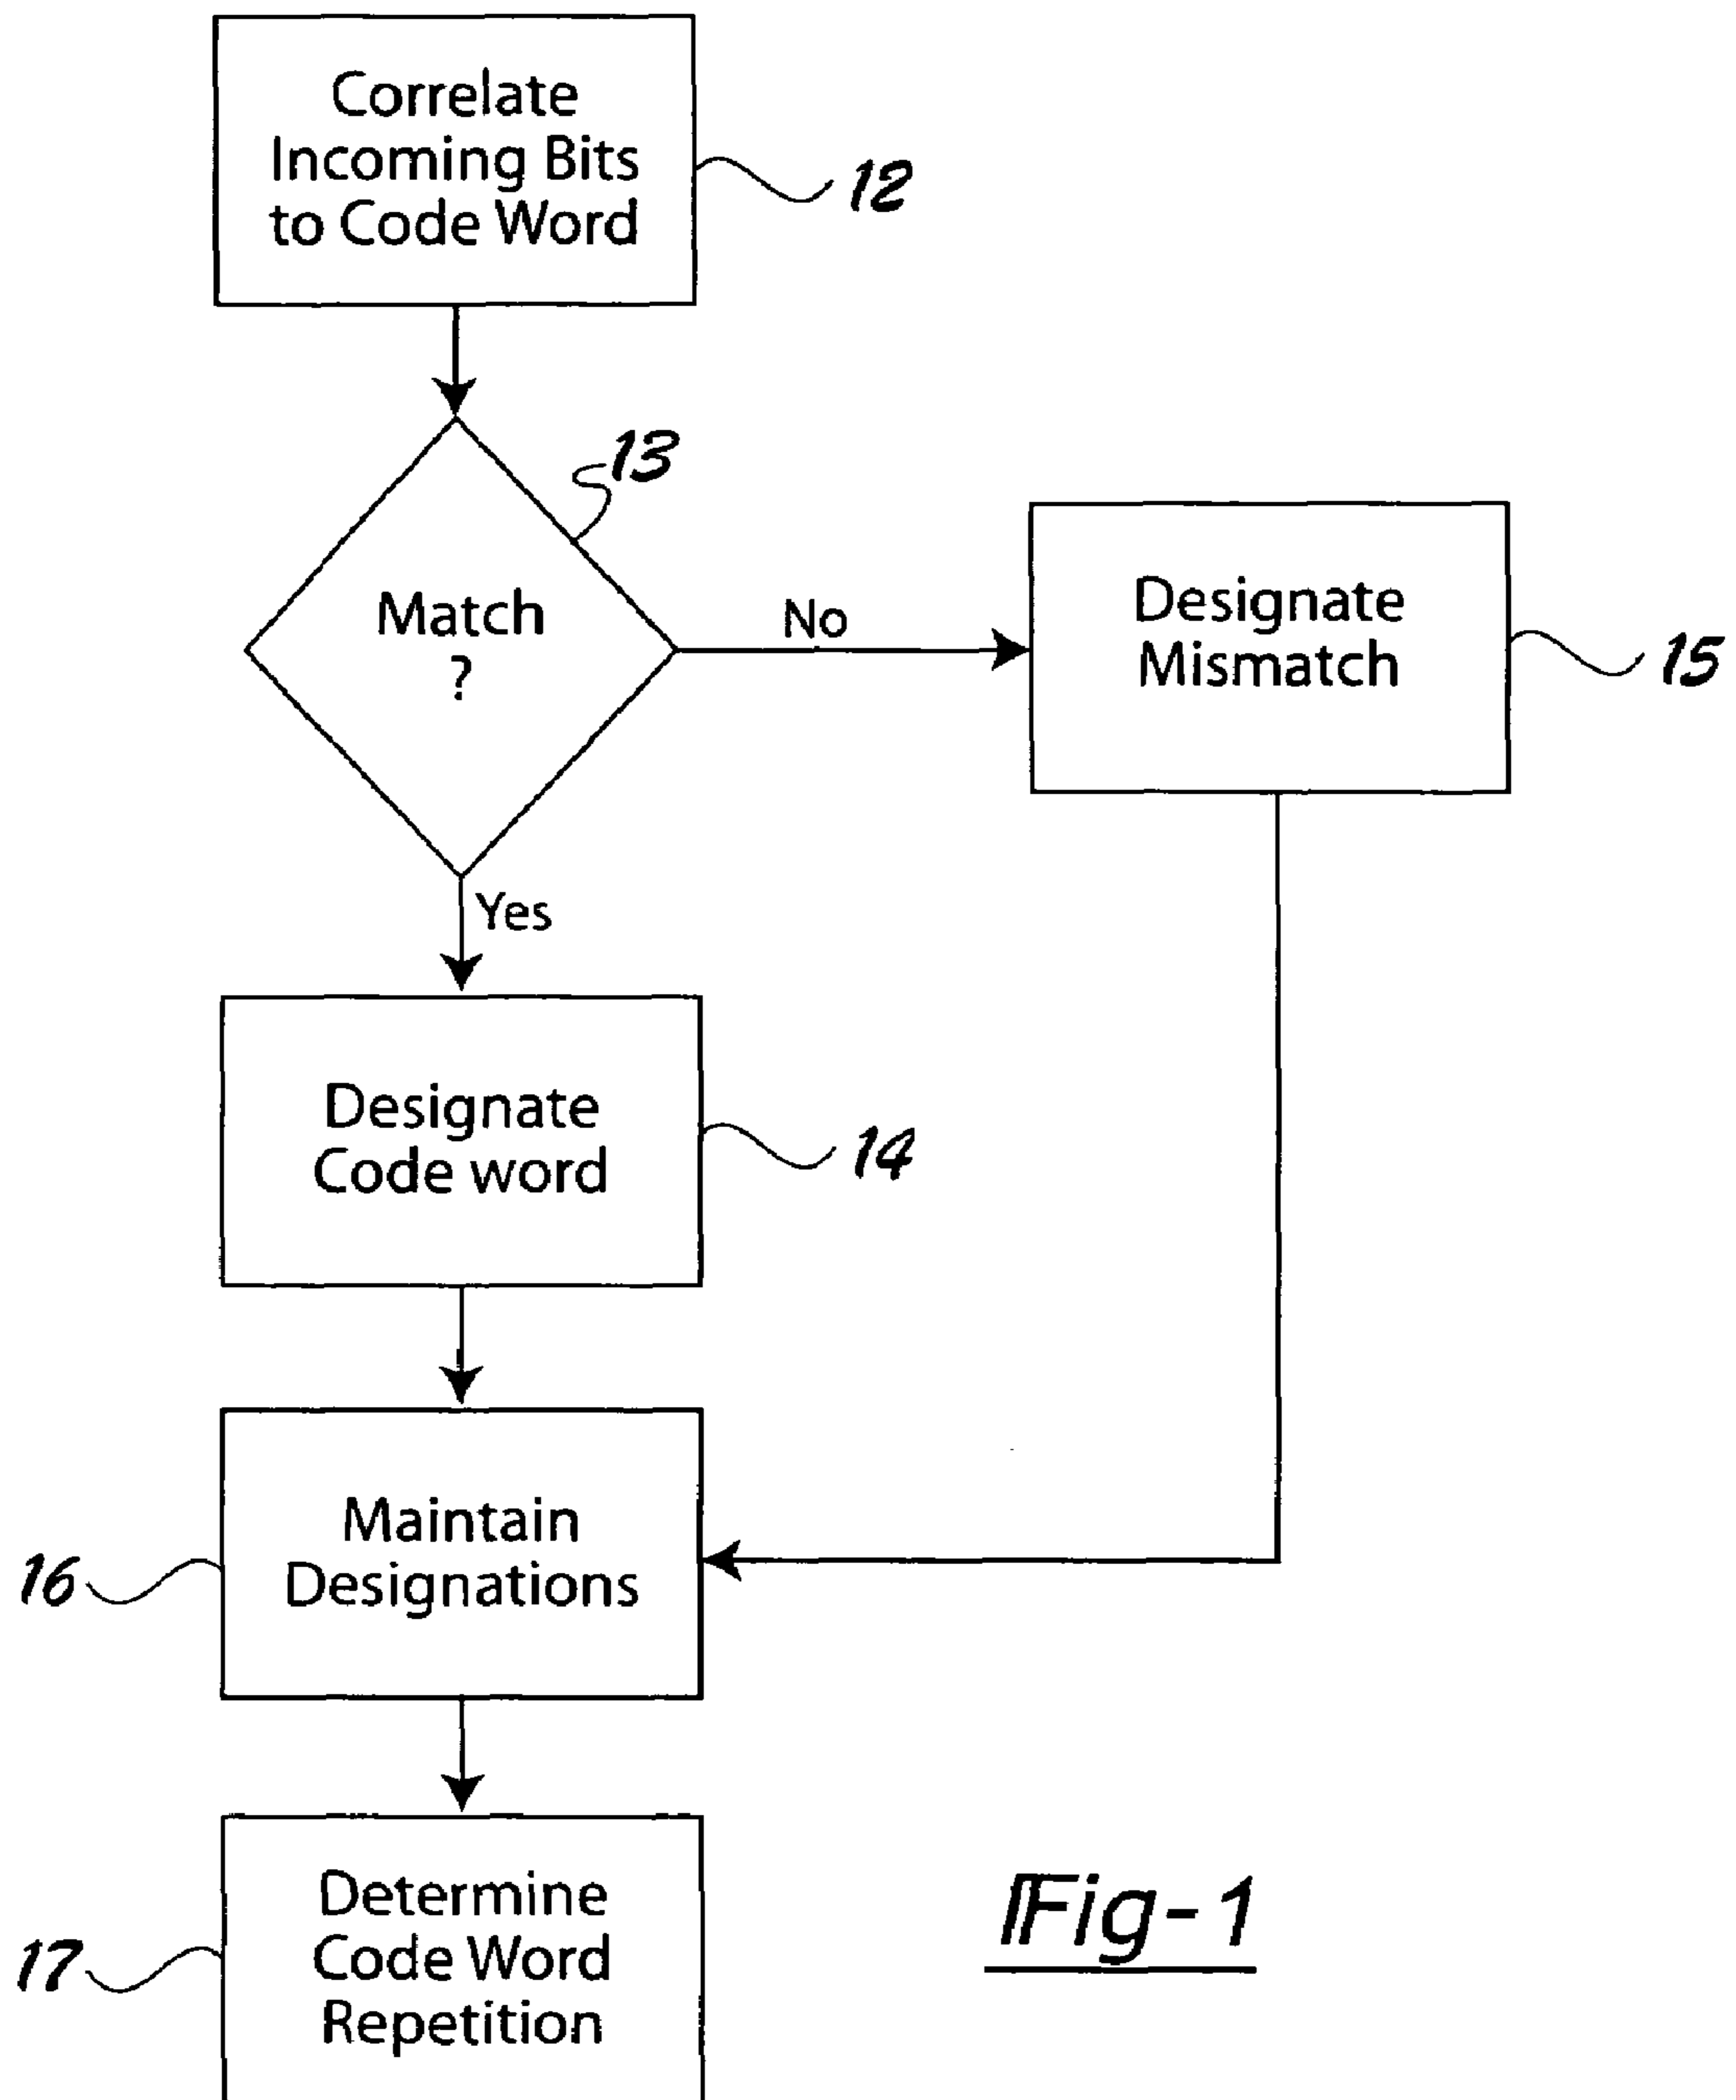 Correlate
Incoming Bits
to Code Word
12
13
Match
?
No
Designate
Mismatch
15
Yes
Designate
Code word
14
Maintain
Designations
16
Determine
Code Word
Repetition
17
Fig-1